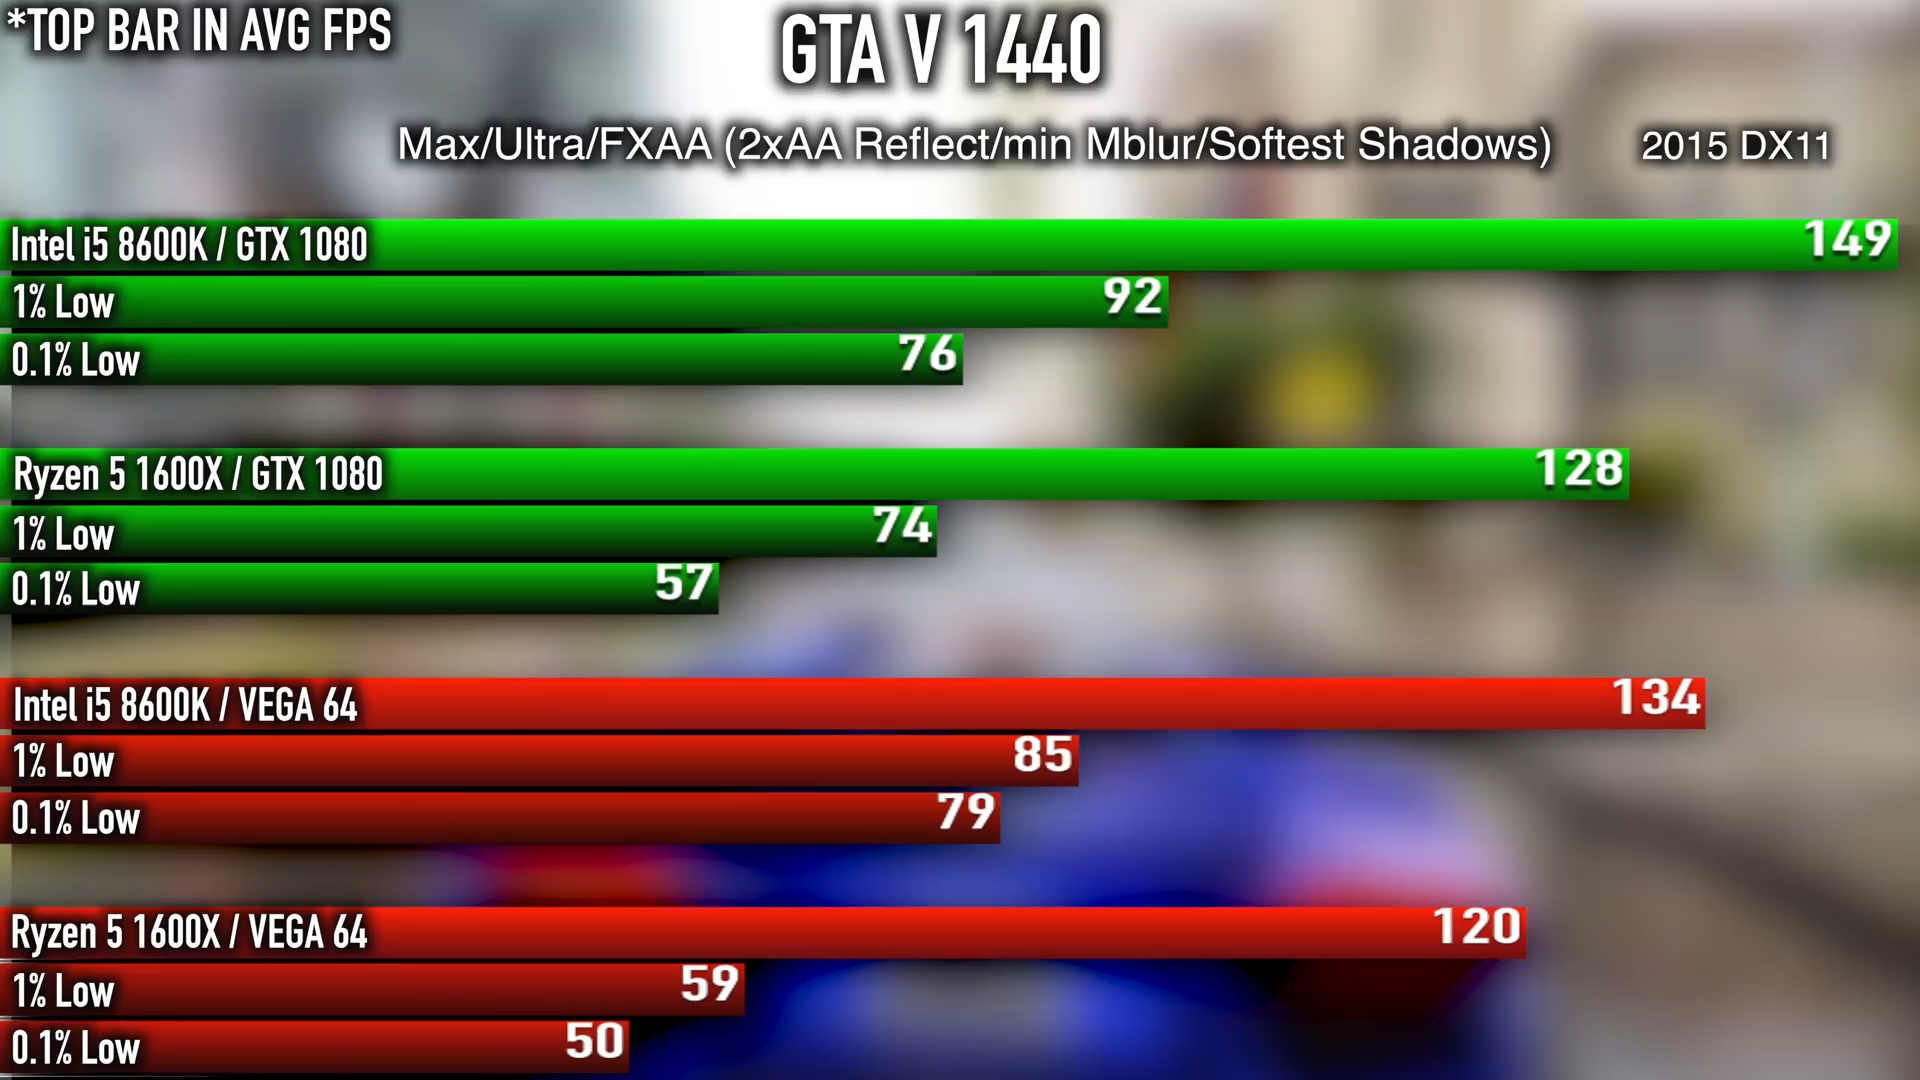 *TOP BAR IN AVG FPS
GTA V 1440
Max/Ultra/FXAA (2xAA Reflect/min Mblur/Softest Shadows)
2015 DX11
Intel i5 8600K / GTX 1080 149
1% Low 92
0.1% Low 76
Ryzen 5 1600X / GTX 1080 128
1% Low 74
0.1% Low 57
Intel i5 8600K / VEGA 64 134
1% Low 85
0.1% Low 79
Ryzen 5 1600X / VEGA 64 120
1% Low 59
0.1% Low 50